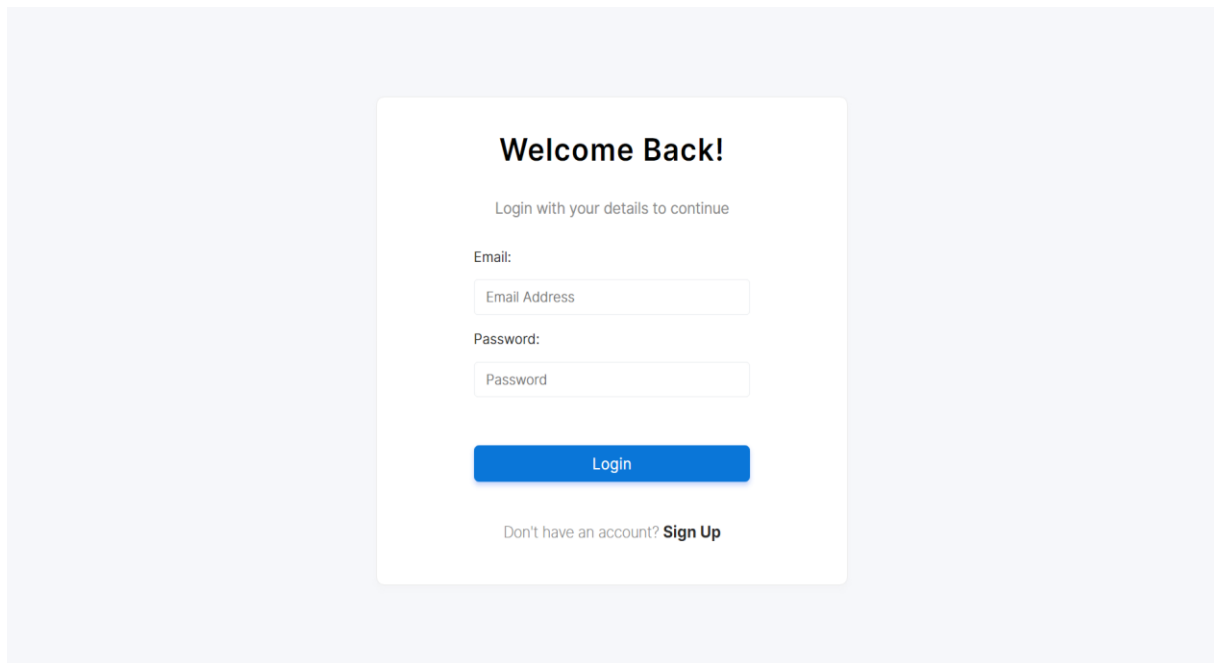 Welcome Back!
Login with your details to continue
Email:
Email Address
Password:
Password
Login
Don't have an account? Sign Up